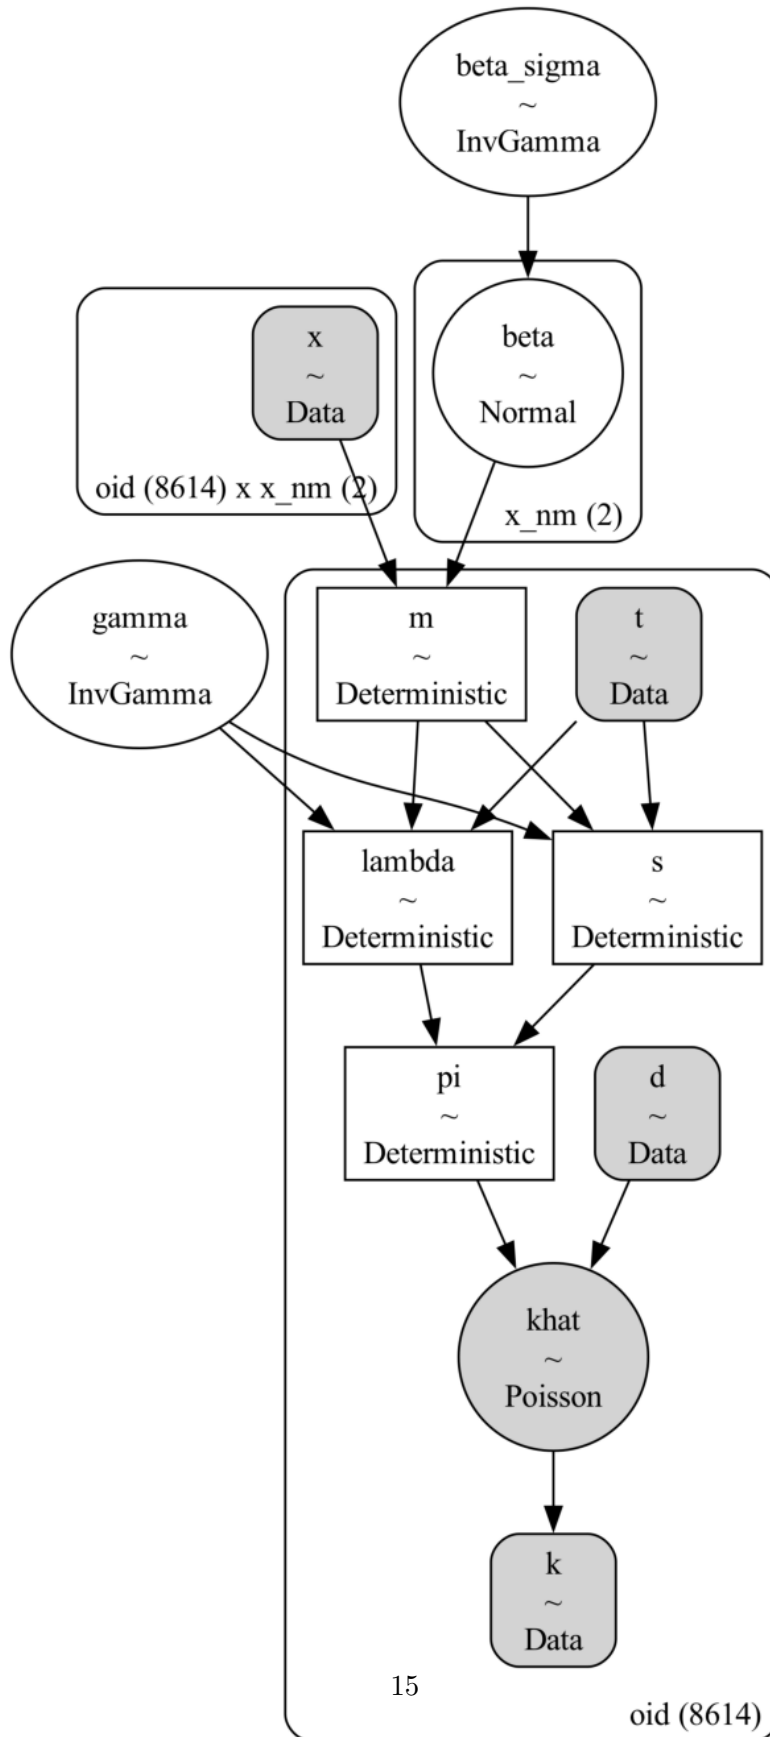 beta_sigma
~
InvGamma
x
~
Data
oid (8614) x x_nm (2)
beta
~
Normal
x_nm (2)
gamma
~
InvGamma
m
~
Deterministic
t
~
Data
lambda
~
Deterministic
s
~
Deterministic
pi
~
Deterministic
d
~
Data
khat
~
Poisson
k
~
Data
15
oid (8614)